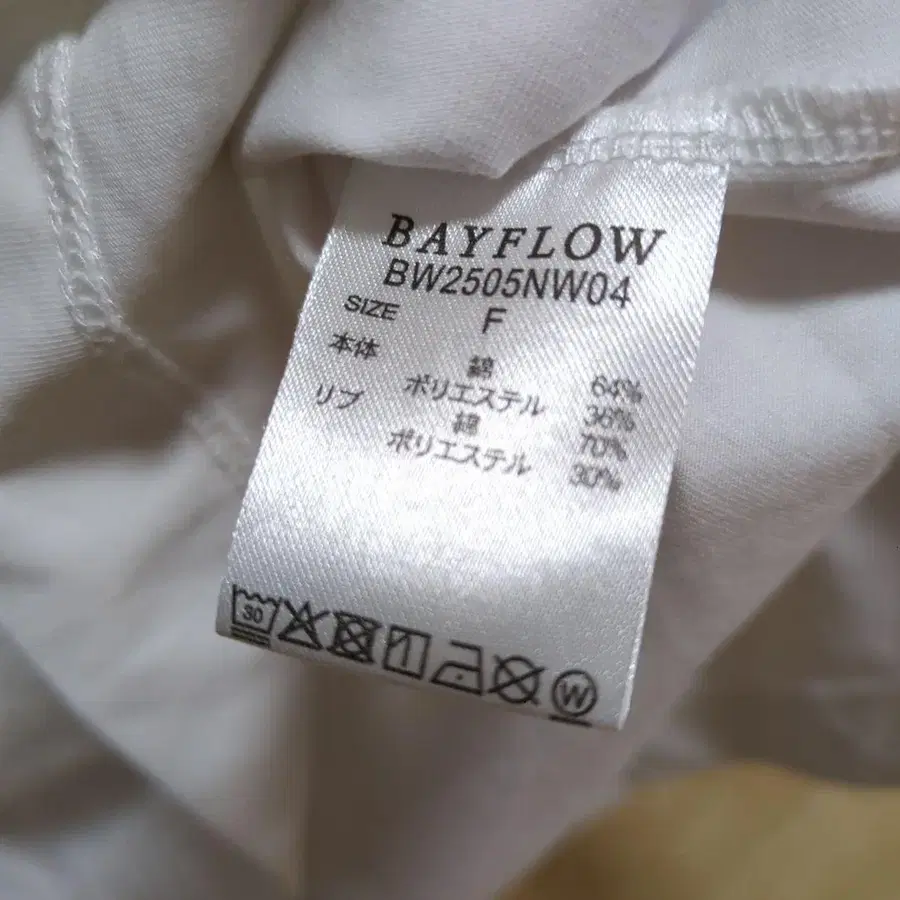 BAYFLOW
BW2505NW04
SIZE F
本体 綿 64%
ポリエステル 36%
リブ 綿 70%
ポリエステル 30%
30
W